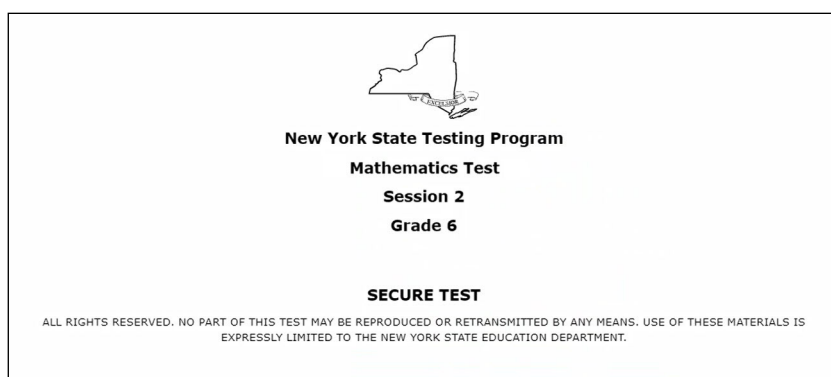 EXCELSIOR
New York State Testing Program
Mathematics Test
Session 2
Grade 6
SECURE TEST
ALL RIGHTS RESERVED. NO PART OF THIS TEST MAY BE REPRODUCED OR RETRANSMITTED BY ANY MEANS. USE OF THESE MATERIALS IS
EXPRESSLY LIMITED TO THE NEW YORK STATE EDUCATION DEPARTMENT.